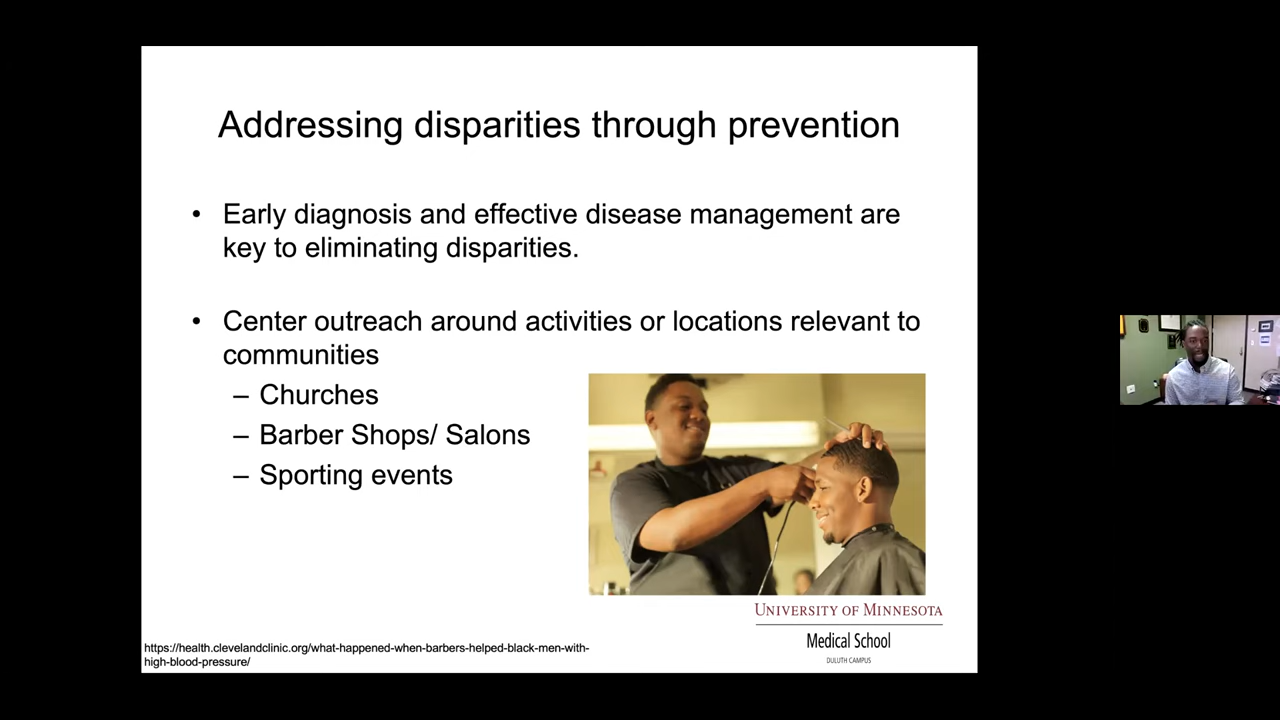 Addressing disparities through prevention
• Early diagnosis and effective disease management are
key to eliminating disparities.
• Center outreach around activities or locations relevant to
communities
– Churches
– Barber Shops/ Salons
– Sporting events
UNIVERSITY OF MINNESOTA
Medical School
DULUTH CAMPUS
https://health.clevelandclinic.org/what-happened-when-barbers-helped-black-men-with-
high-blood-pressure/